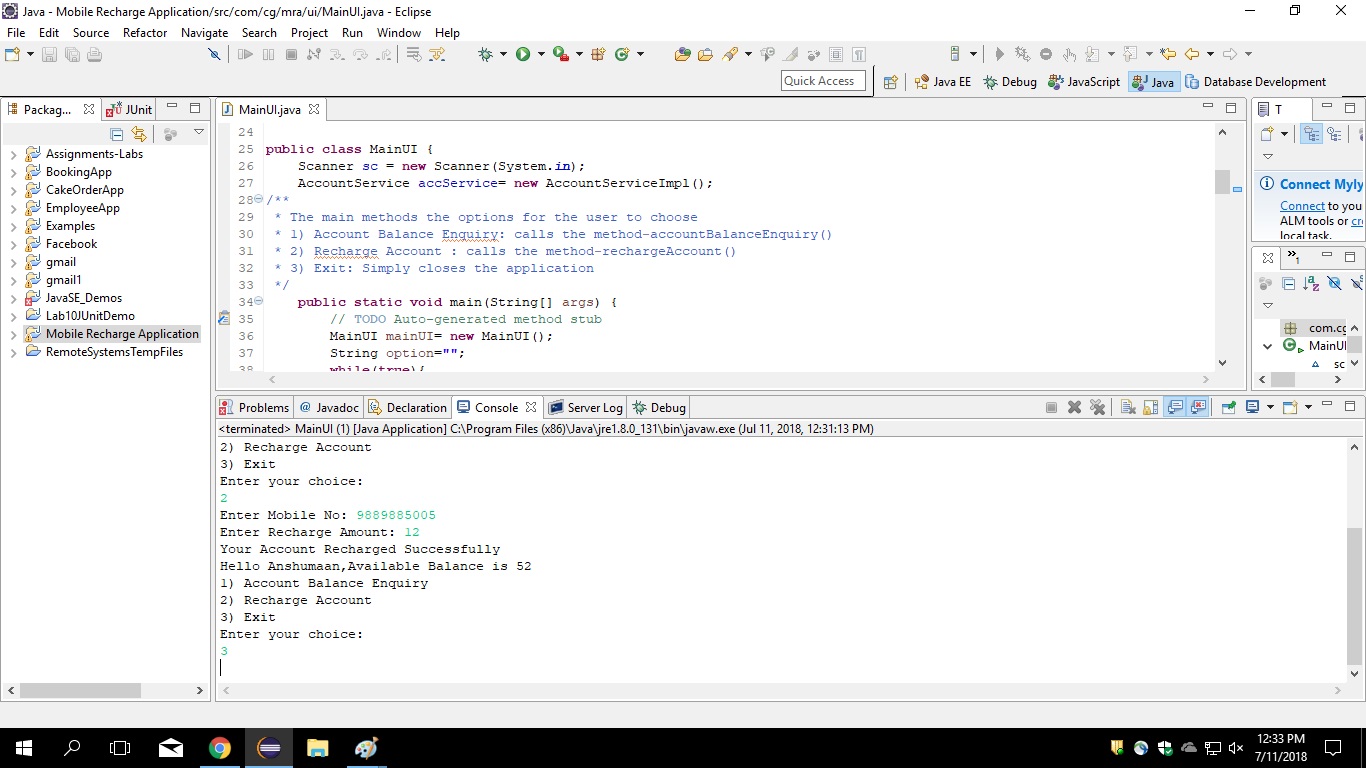 Java - Mobile Recharge Application/src/com/cg/mra/ui/MainUI.java - Eclipse
File Edit Source Refactor Navigate Search Project Run Window Help
Quick Access
Java EE Debug JavaScript Java Database Development
Packag... JUnit
Assignments-Labs
BookingApp
CakeOrderApp
EmployeeApp
Examples
Facebook
gmail
gmail1
JavaSE_Demos
Lab10JUnitDemo
Mobile Recharge Application
RemoteSystemsTempFiles
MainUI.java
24
25 public class MainUI {
26 Scanner sc = new Scanner(System.in);
27 AccountService accService= new AccountServiceImpl();
28 /**
29 * The main methods the options for the user to choose
30 * 1) Account Balance Enquiry: calls the method-accountBalanceEnquiry()
31 * 2) Recharge Account : calls the method-rechargeAccount()
32 * 3) Exit: Simply closes the application
33 */
34 public static void main(String[] args) {
35 // TODO Auto-generated method stub
36 MainUI mainUI= new MainUI();
37 String option="";
38 while(true){
T
Connect Myly
Connect to you
ALM tools or cr
local task.
1
com.cg
MainUI
sc
Problems Javadoc Declaration Console Server Log Debug
<terminated> MainUI (1) [Java Application] C:\Program Files (x86)\Java\jre1.8.0_131\bin\javaw.exe (Jul 11, 2018, 12:31:13 PM)
2) Recharge Account
3) Exit
Enter your choice:
2
Enter Mobile No: 9889885005
Enter Recharge Amount: 12
Your Account Recharged Successfully
Hello Anshumaan,Available Balance is 52
1) Account Balance Enquiry
2) Recharge Account
3) Exit
Enter your choice:
3
12:33 PM
7/11/2018